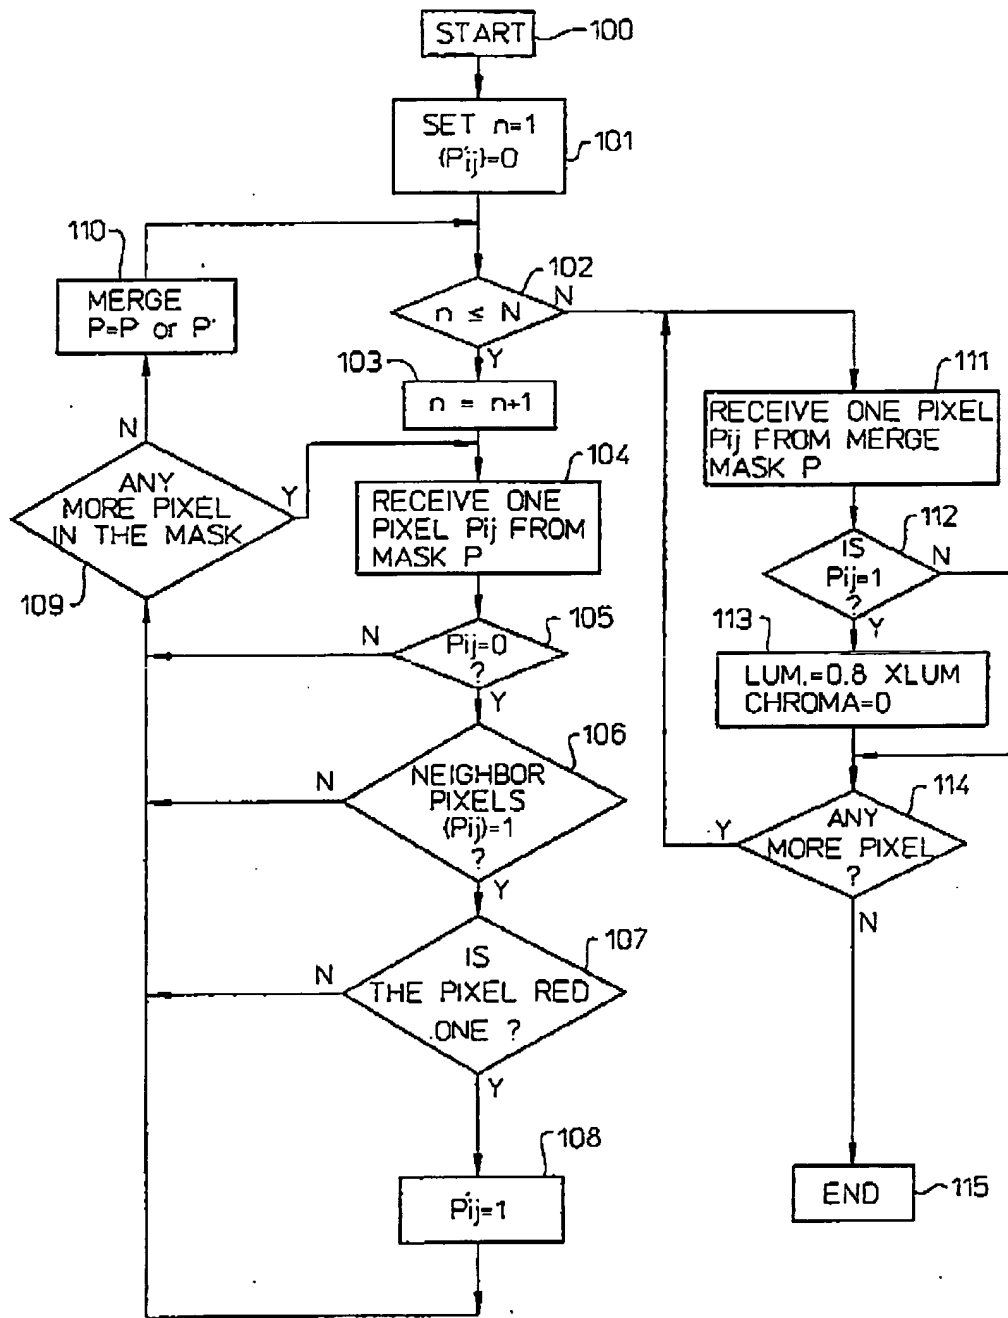 START
100
SET n=1
{P'ij}=0
101
110
MERGE
P=P or P'
102
n ≤ N
N
Y
103
n = n+1
N
ANY
MORE PIXEL
IN THE MASK
Y
109
104
RECEIVE ONE
PIXEL Pij FROM
MASK P
105
Pij=0
?
N
Y
106
NEIGHBOR
PIXELS
(Pij)=1
?
N
Y
107
IS
THE PIXEL RED
ONE ?
N
Y
108
P'ij=1
111
RECEIVE ONE PIXEL
Pij FROM MERGE
MASK P
112
IS
Pij=1
?
N
Y
113
LUM.=0.8 XLUM
CHROMA=0
114
ANY
MORE PIXEL
?
Y
N
END
115